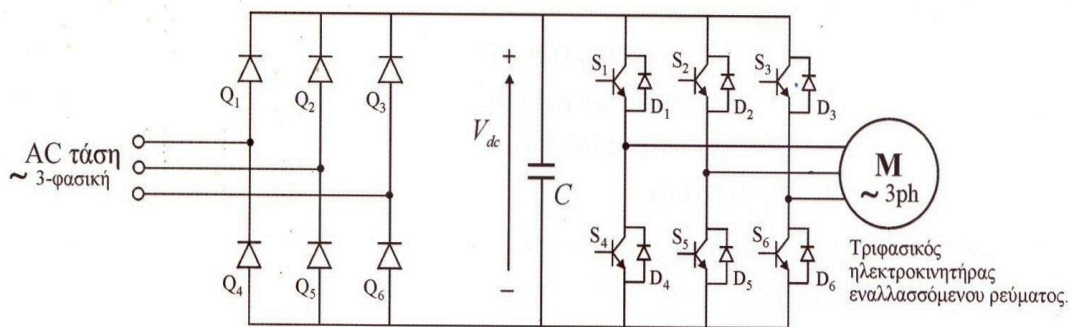 Q1
Q2
Q3
AC τάση
~ 3-φασική
Q4
Q5
Q6
+
Vdc
−
C
S1
D1
S2
D2
S3
D3
M
~ 3ph
S4
D4
S5
D5
S6
D6
Τριφασικός
ηλεκτροκινητήρας
εναλλασσόμενου ρεύματος.